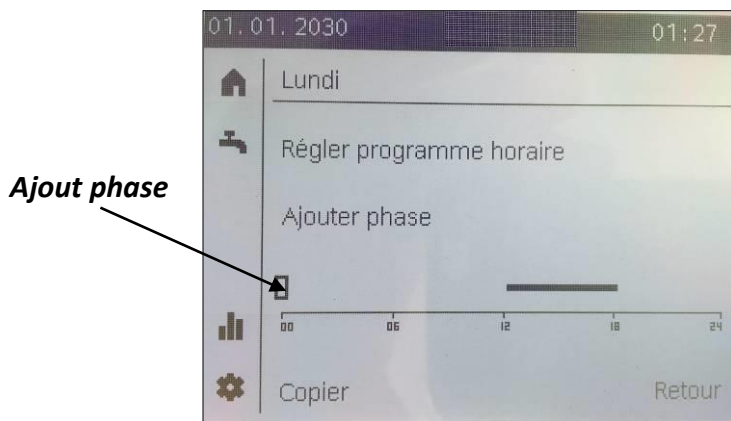 01. 01. 2030 01:27
Lundi
Régler programme horaire
Ajout phase
Ajouter phase
00 06 12 18 24
Copier Retour